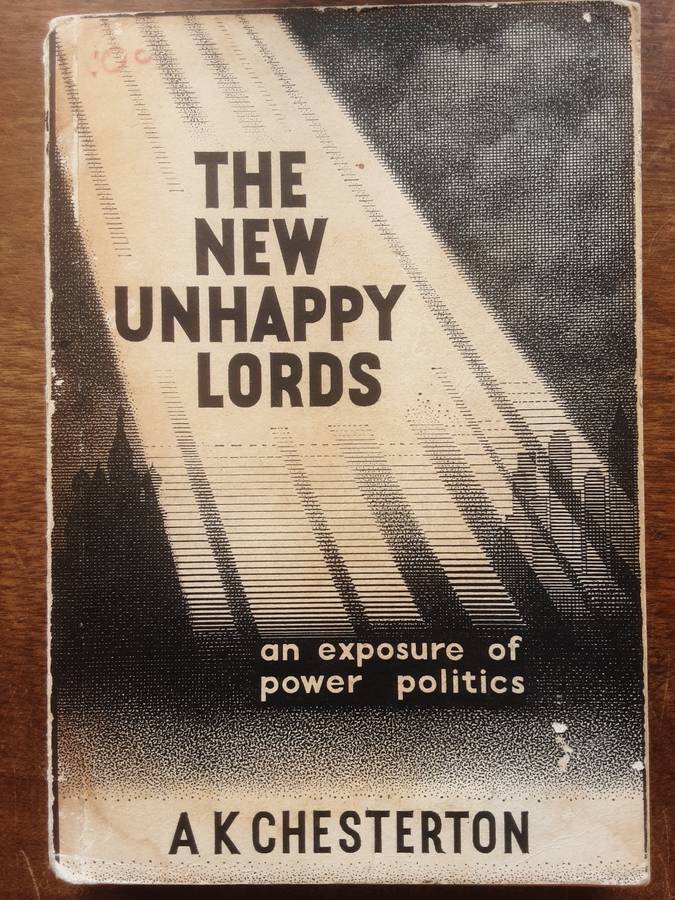 THE
NEW
UNHAPPY
LORDS
an exposure of
power politics
A K CHESTERTON